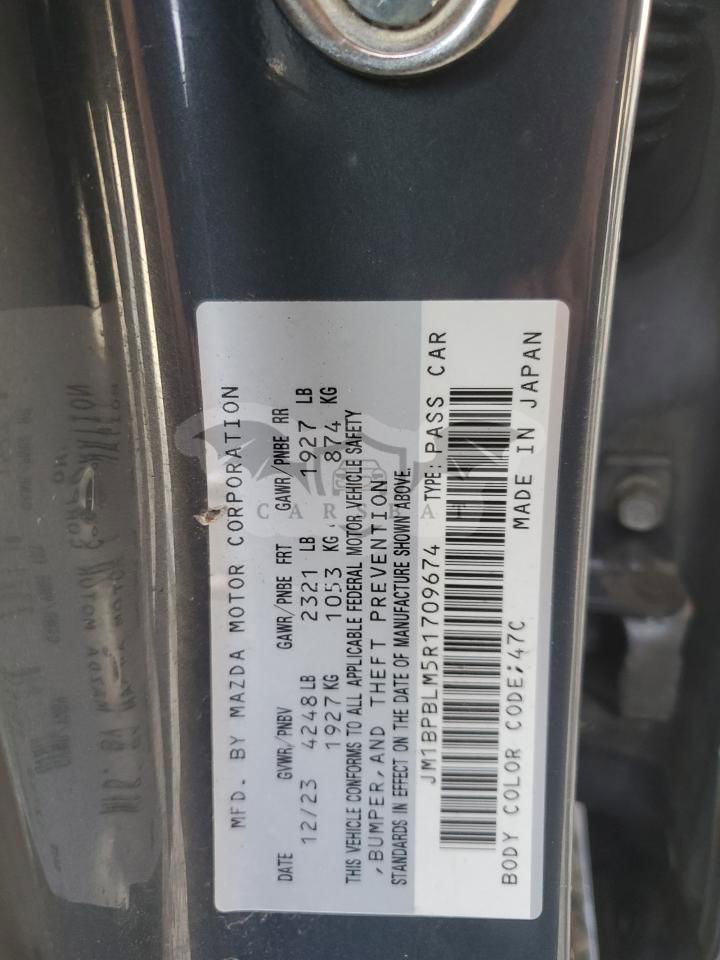 MFD. BY MAZDA MOTOR CORPORATION
DATE GVWR/PNBV GAWR/PNBE FRT GAWR/PNBE RR
12/23 4248 LB 2321 LB 1927 LB
1927 KG 1053 KG 874 KG
THIS VEHICLE CONFORMS TO ALL APPLICABLE FEDERAL MOTOR VEHICLE SAFETY
,BUMPER,AND THEFT PREVENTION
STANDARDS IN EFFECT ON THE DATE OF MANUFACTURE SHOWN ABOVE.
JM1BPBLM5R1709674 TYPE: PASS CAR
BODY COLOR CODE;47C MADE IN JAPAN
CARSEAT